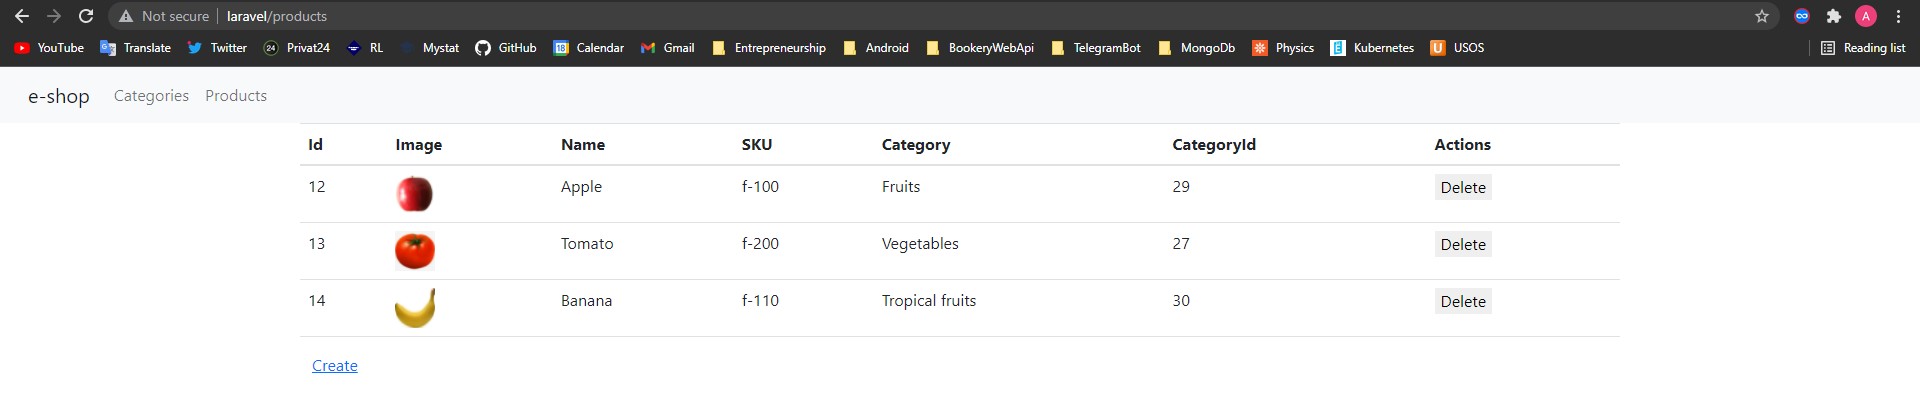 Not secure laravel/products A
YouTube Translate Twitter 24 Privat24 RL Mystat GitHub 18 Calendar Gmail Entrepreneurship Android BookeryWebApi TelegramBot MongoDb Physics Kubernetes USOS Reading list
e-shop Categories Products
Id Image Name SKU Category CategoryId Actions
12 Apple f-100 Fruits 29 Delete
13 Tomato f-200 Vegetables 27 Delete
14 Banana f-110 Tropical fruits 30 Delete
Create